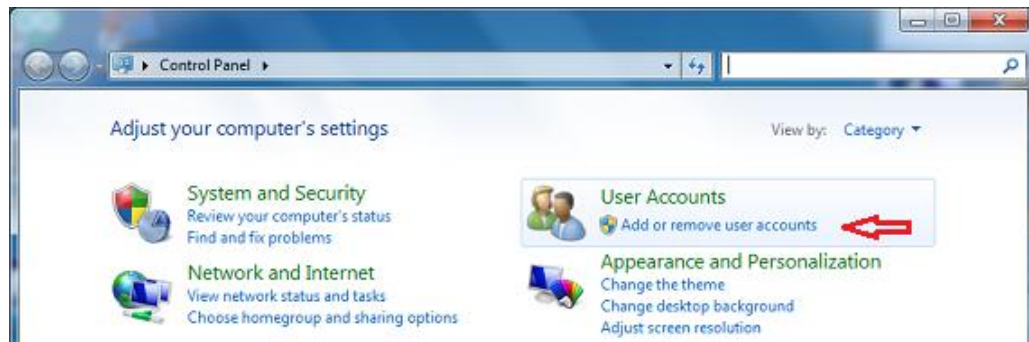 Control Panel
Adjust your computer's settings
View by: Category
System and Security
Review your computer's status
Find and fix problems
User Accounts
Add or remove user accounts
Network and Internet
View network status and tasks
Choose homegroup and sharing options
Appearance and Personalization
Change the theme
Change desktop background
Adjust screen resolution